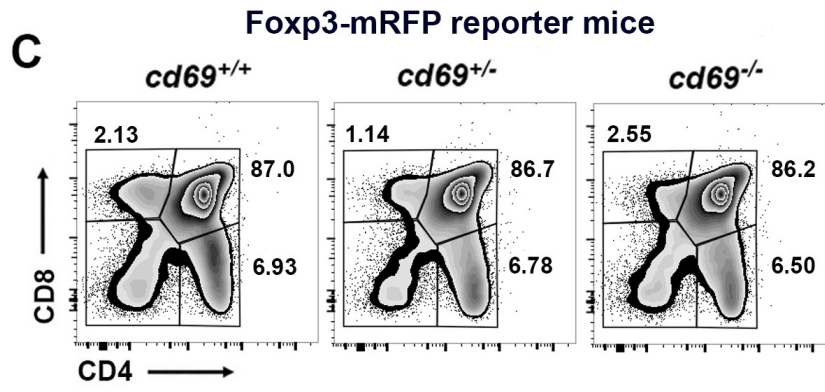 Foxp3-mRFP reporter mice
C
cd69+/+
cd69+/-
cd69-/-
2.13
87.0
6.93
1.14
86.7
6.78
2.55
86.2
6.50
CD8
CD4